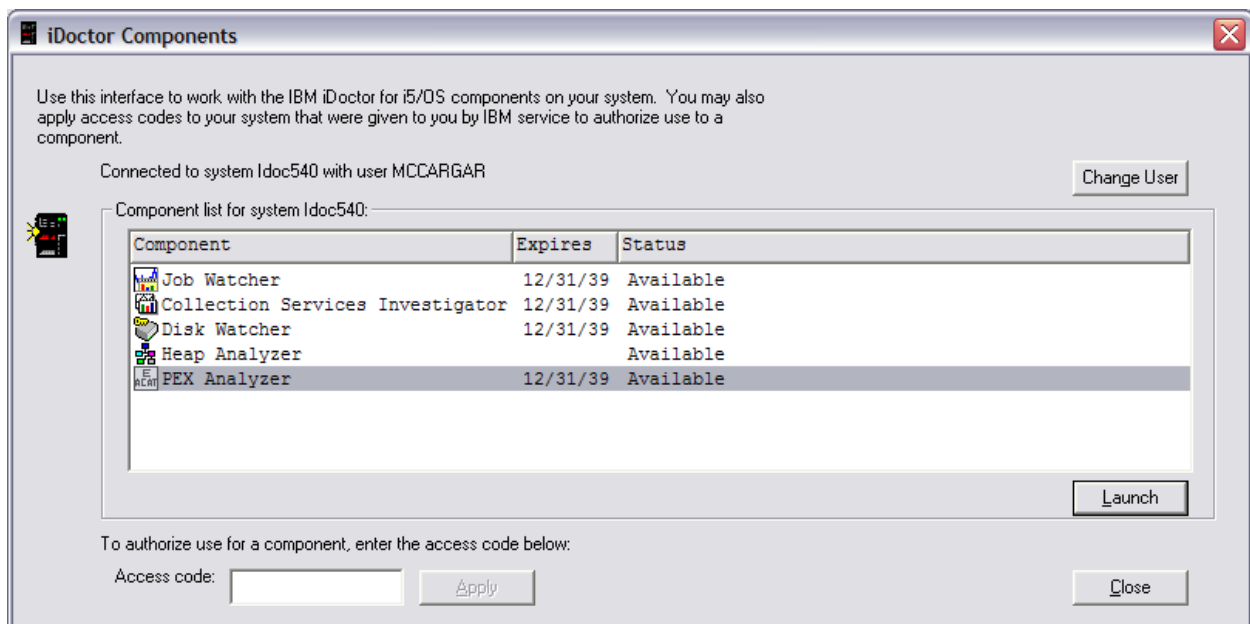 iDoctor Components
Use this interface to work with the IBM iDoctor for i5/OS components on your system. You may also
apply access codes to your system that were given to you by IBM service to authorize use to a
component.
Connected to system Idoc540 with user MCCARGAR
Change User
Component list for system Idoc540:
Component Expires Status
Job Watcher 12/31/39 Available
Collection Services Investigator 12/31/39 Available
Disk Watcher 12/31/39 Available
Heap Analyzer Available
E ACAT PEX Analyzer 12/31/39 Available
Launch
To authorize use for a component, enter the access code below:
Access code: Apply Close